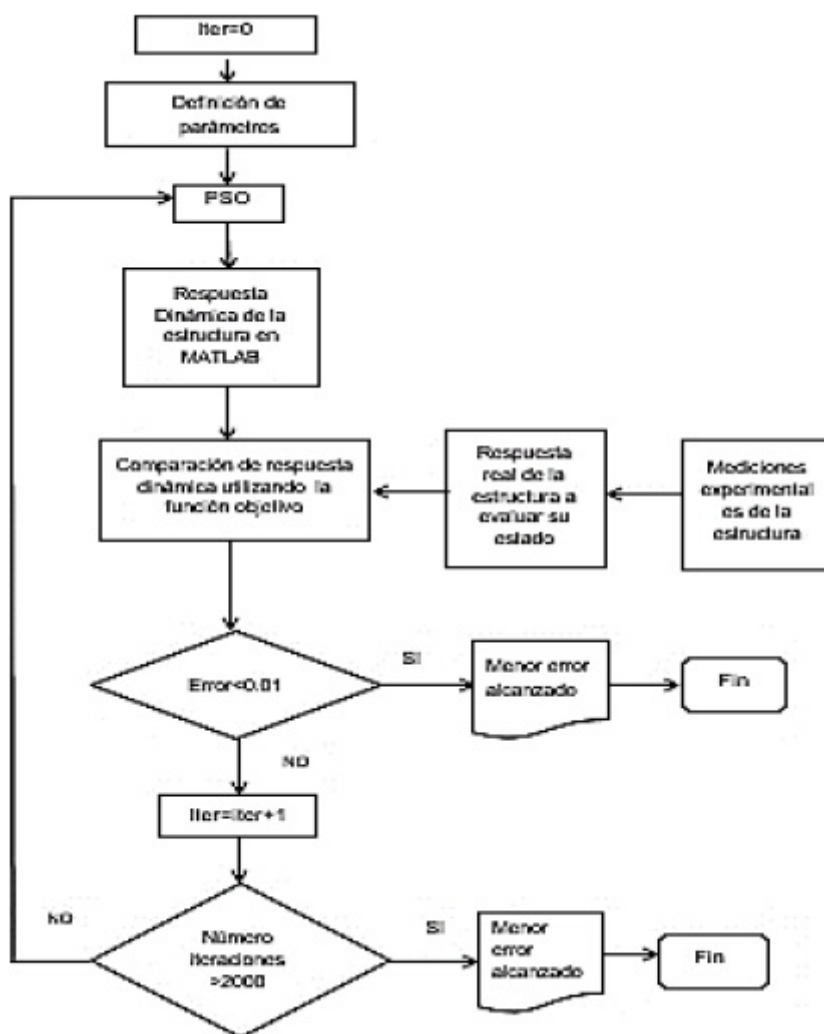 Iter=0
Definición de
parámetros
PSO
Respuesta
Dinámica de la
estructura en
MATLAB
Comparación de respuesta
dinámica utilizando la
función objetivo
Respuesta
real de la
estructura a
evaluar su
estado
Mediciones
experimental
es de la
estructura
Error<0.01
SI
Menor error
alcanzado
Fin
NO
Iter=Iter+1
NO
Número
iteraciones
>2000
SI
Menor
error
alcanzado
Fin